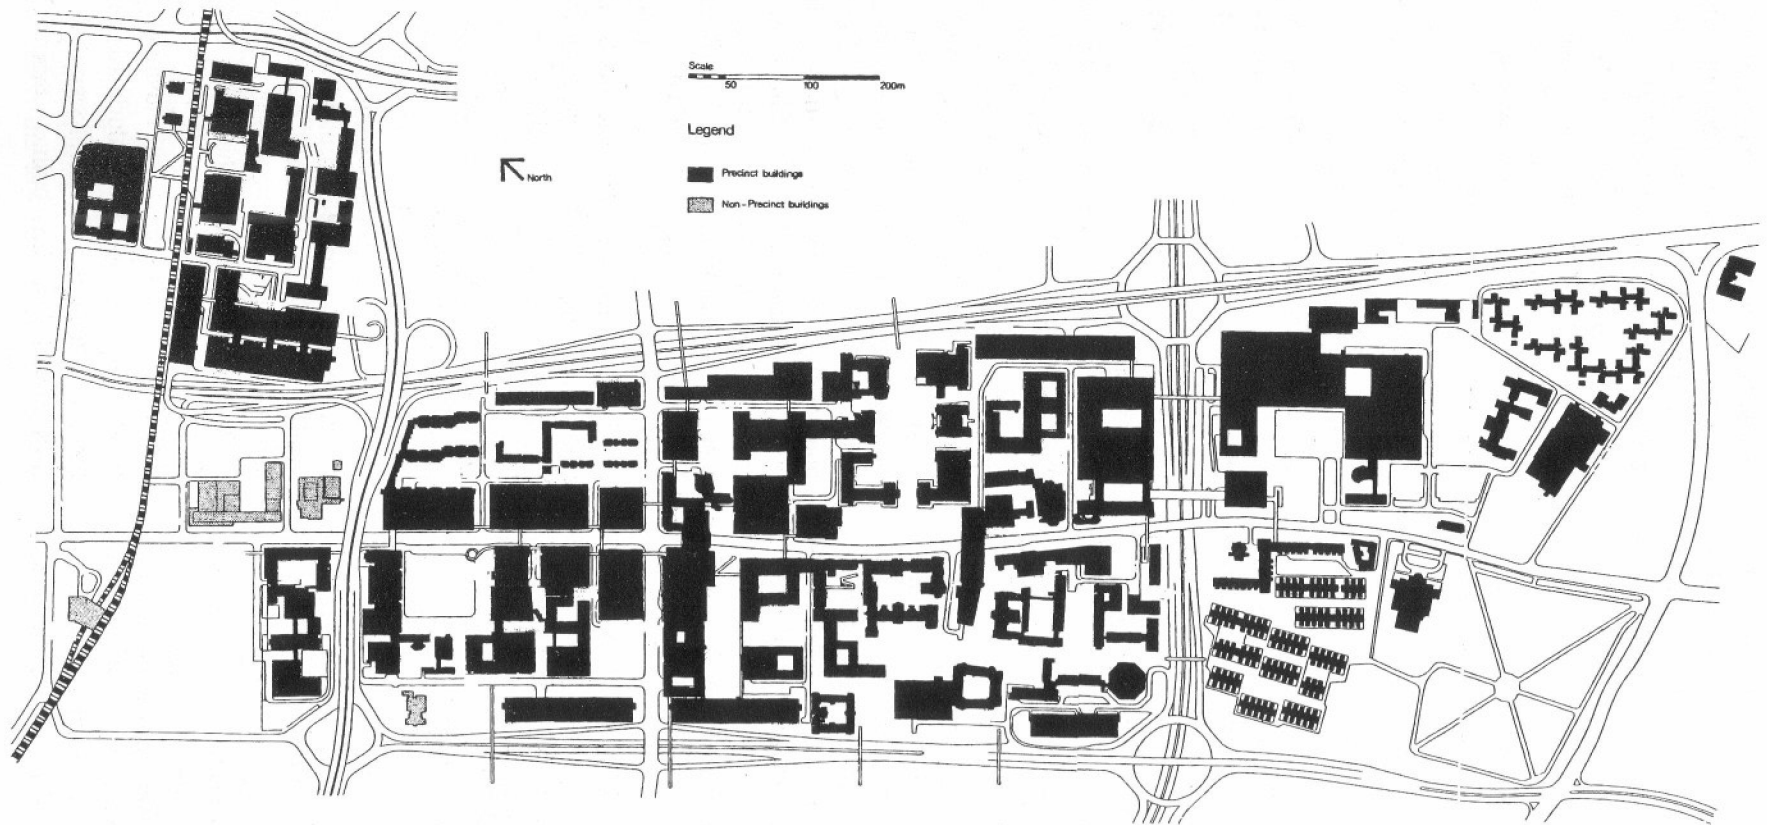 Scale
50 100 200m
Legend
North
Precinct buildings
Non-Precinct buildings